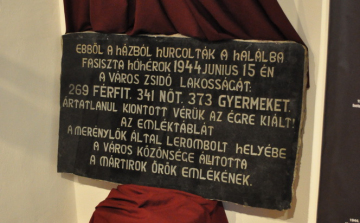 EBBŐL A HÁZBÓL HURCOLTÁK A HALÁLBA
FASISZTA HÓHÉROK 1944 JUNIUS 15 ÉN
A VÁROS ZSIDÓ LAKOSSÁGÁT:
269 FÉRFIT. 341 NŐT. 373 GYERMEKET.
ÁRTATLANUL KIONTOTT VÉRÜK AZ ÉGRE KIÁLT!
AZ EMLÉKTÁBLÁT
A MERÉNYLŐK ÁLTAL LEROMBOLT HELYÉBE
A VÁROS KÖZÖNSÉGE ÁLLITOTTA
A MÁRTIROK ÖRÖK EMLÉKÉNEK.